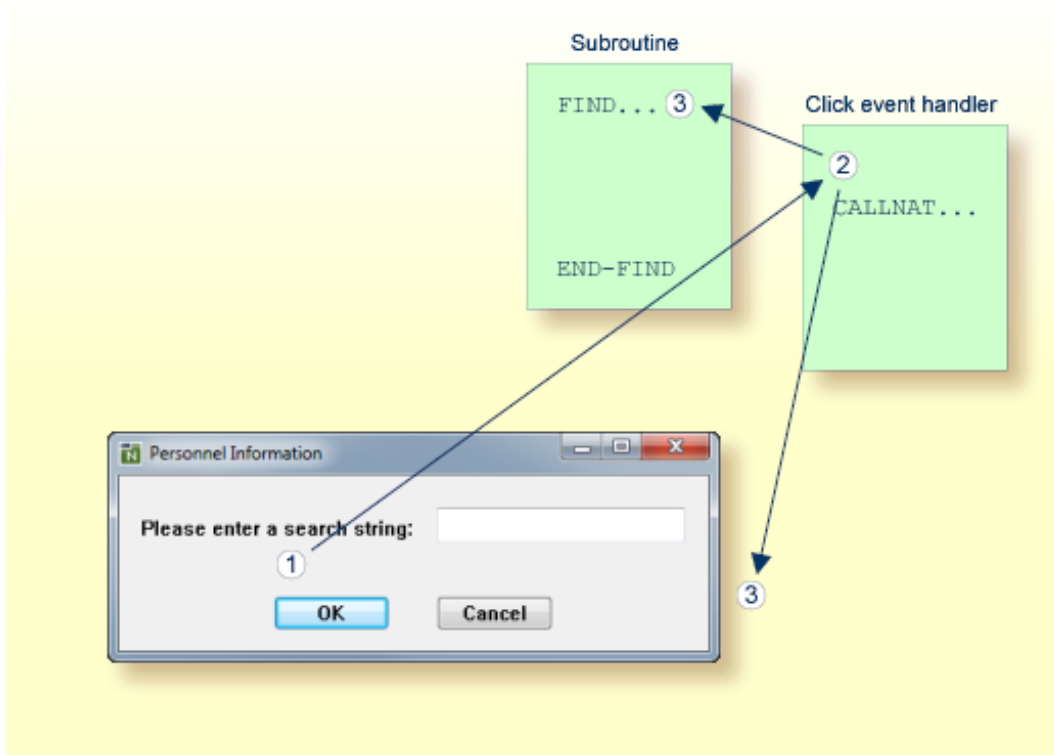 Subroutine
FIND... 3
Click event handler
2
CALLNAT...
END-FIND
N Personnel Information
Please enter a search string:
1
3
OK Cancel